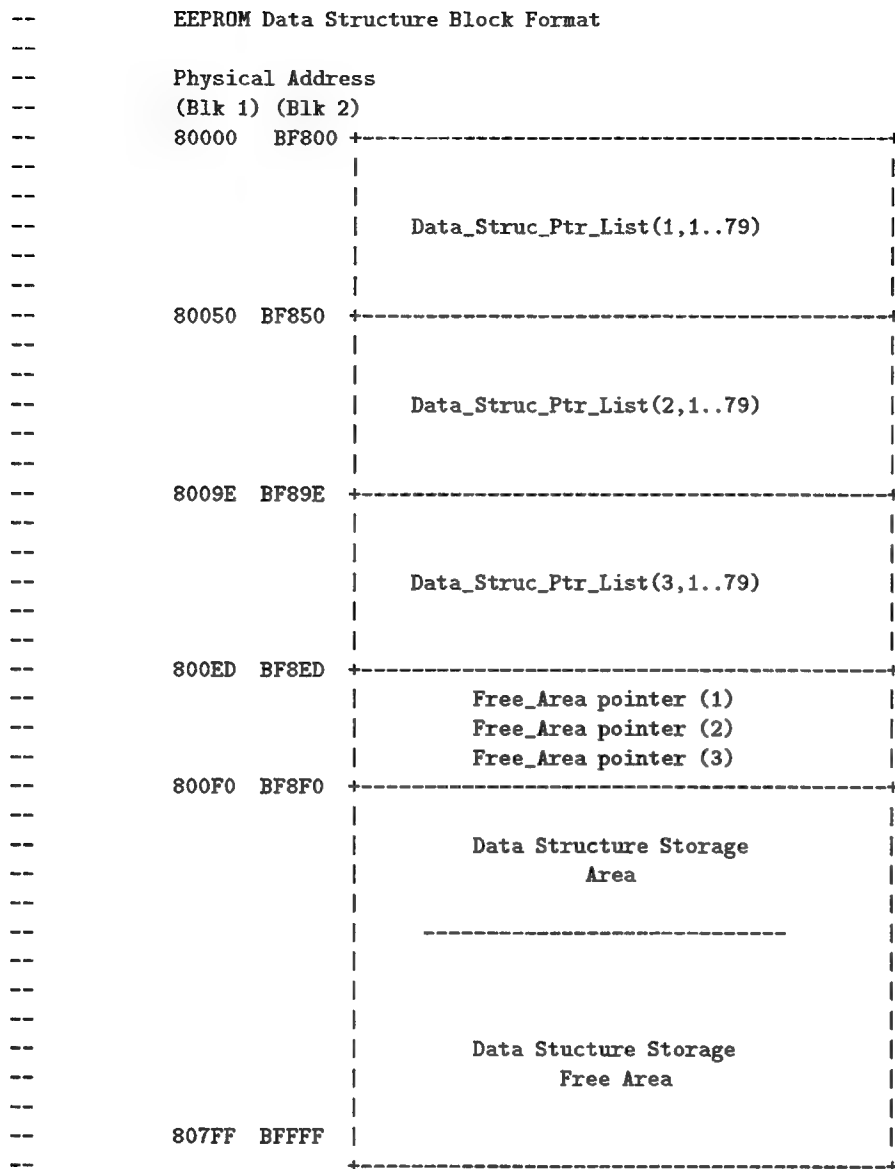 --          EEPROM Data Structure Block Format
--
--          Physical Address
--          (Blk 1) (Blk 2)
--          80000   BF800 +--------------------------------------+
--                        |                                      |
--                        |                                      |
--                        |    Data_Struc_Ptr_List(1,1..79)      |
--                        |                                      |
--                        |                                      |
--          80050  BF850  +--------------------------------------+
--                        |                                      |
--                        |                                      |
--                        |    Data_Struc_Ptr_List(2,1..79)      |
--                        |                                      |
--                        |                                      |
--          8009E  BF89E  +--------------------------------------+
--                        |                                      |
--                        |                                      |
--                        |    Data_Struc_Ptr_List(3,1..79)      |
--                        |                                      |
--                        |                                      |
--          800ED  BF8ED  +--------------------------------------+
--                        |        Free_Area pointer (1)         |
--                        |        Free_Area pointer (2)         |
--                        |        Free_Area pointer (3)         |
--          800F0  BF8F0  +--------------------------------------+
--                        |                                      |
--                        |        Data Structure Storage        |
--                        |                Area                  |
--                        |                                      |
--                        |     --------------------------       |
--                        |                                      |
--                        |                                      |
--                        |                                      |
--                        |        Data Stucture Storage         |
--                        |              Free Area               |
--                        |                                      |
--          807FF  BFFFF  |                                      |
--                        +--------------------------------------+